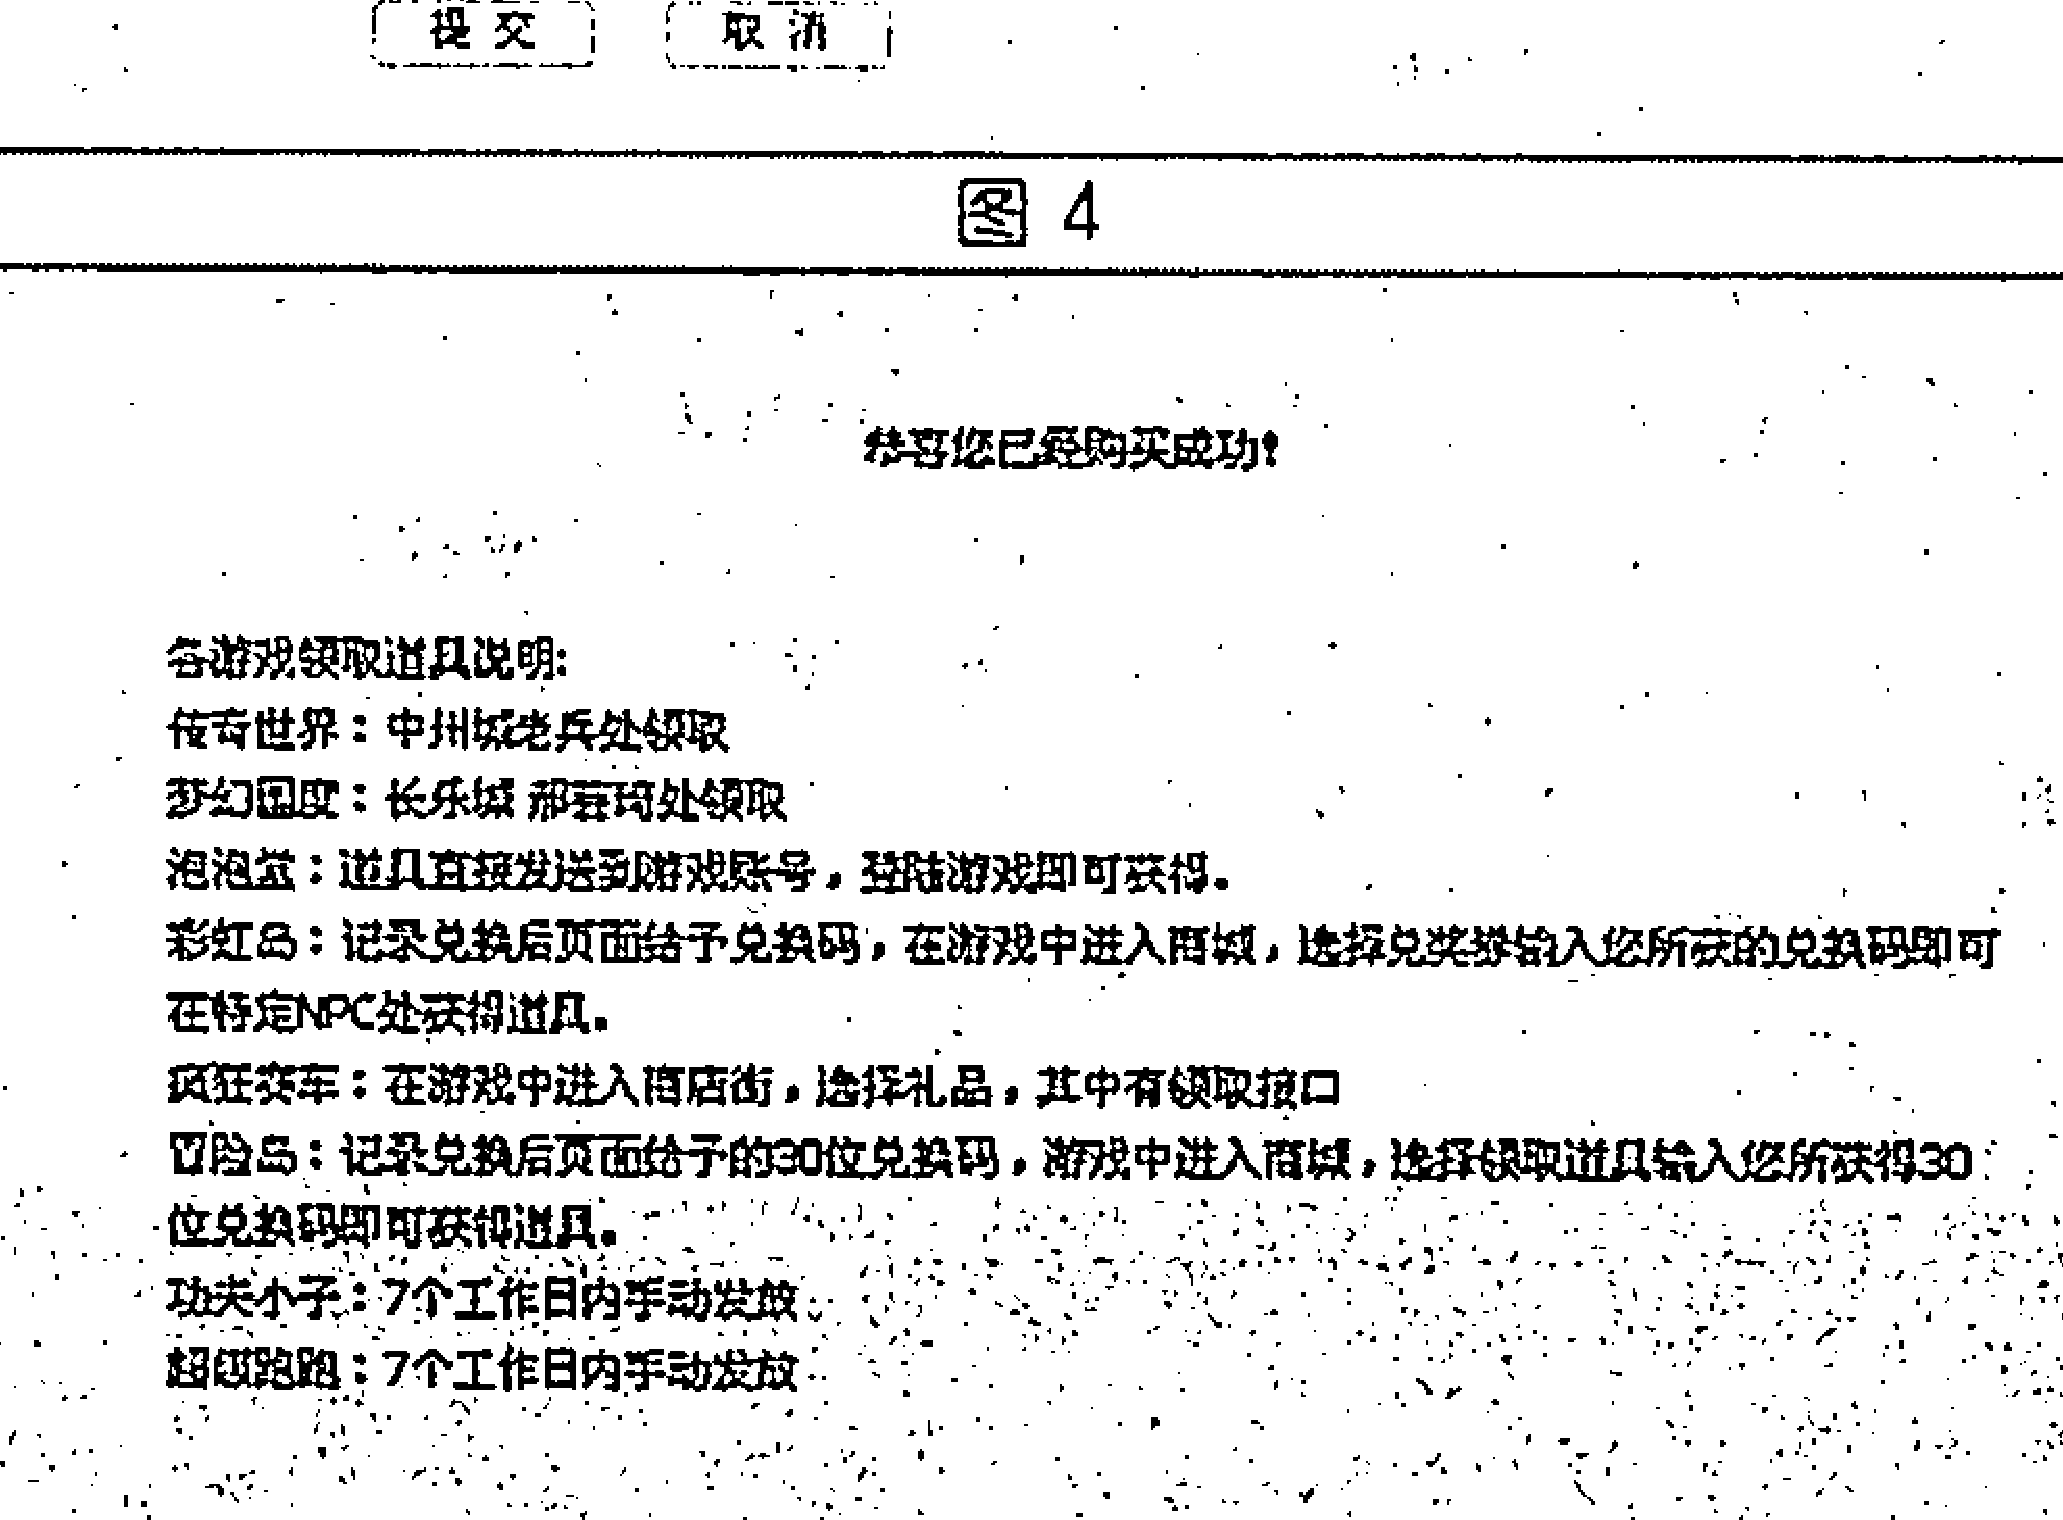 提 交 取 消
图 4
恭喜您已经购买成功!
各游戏领取道具说明:
传奇世界：中州城老兵处领取
梦幻国度：长乐城 处领取
泡泡堂：道具直接发送到游戏账号，登陆游戏即可获得。
彩虹岛：记录兑换后页面给予兑换码，在游戏中进入商城，选择兑奖券输入您所获的兑换码即可
在特定NPC处获得道具。
疯狂赛车：在游戏中进入商店街，选择礼品，其中有领取接口
冒险岛：记录兑换后页面给予的30位兑换码，游戏中进入商城，选择领取道具输入您所获得30
位兑换码即可获得道具。
功夫小子：7个工作日内手动发放
超级跑跑：7个工作日内手动发放